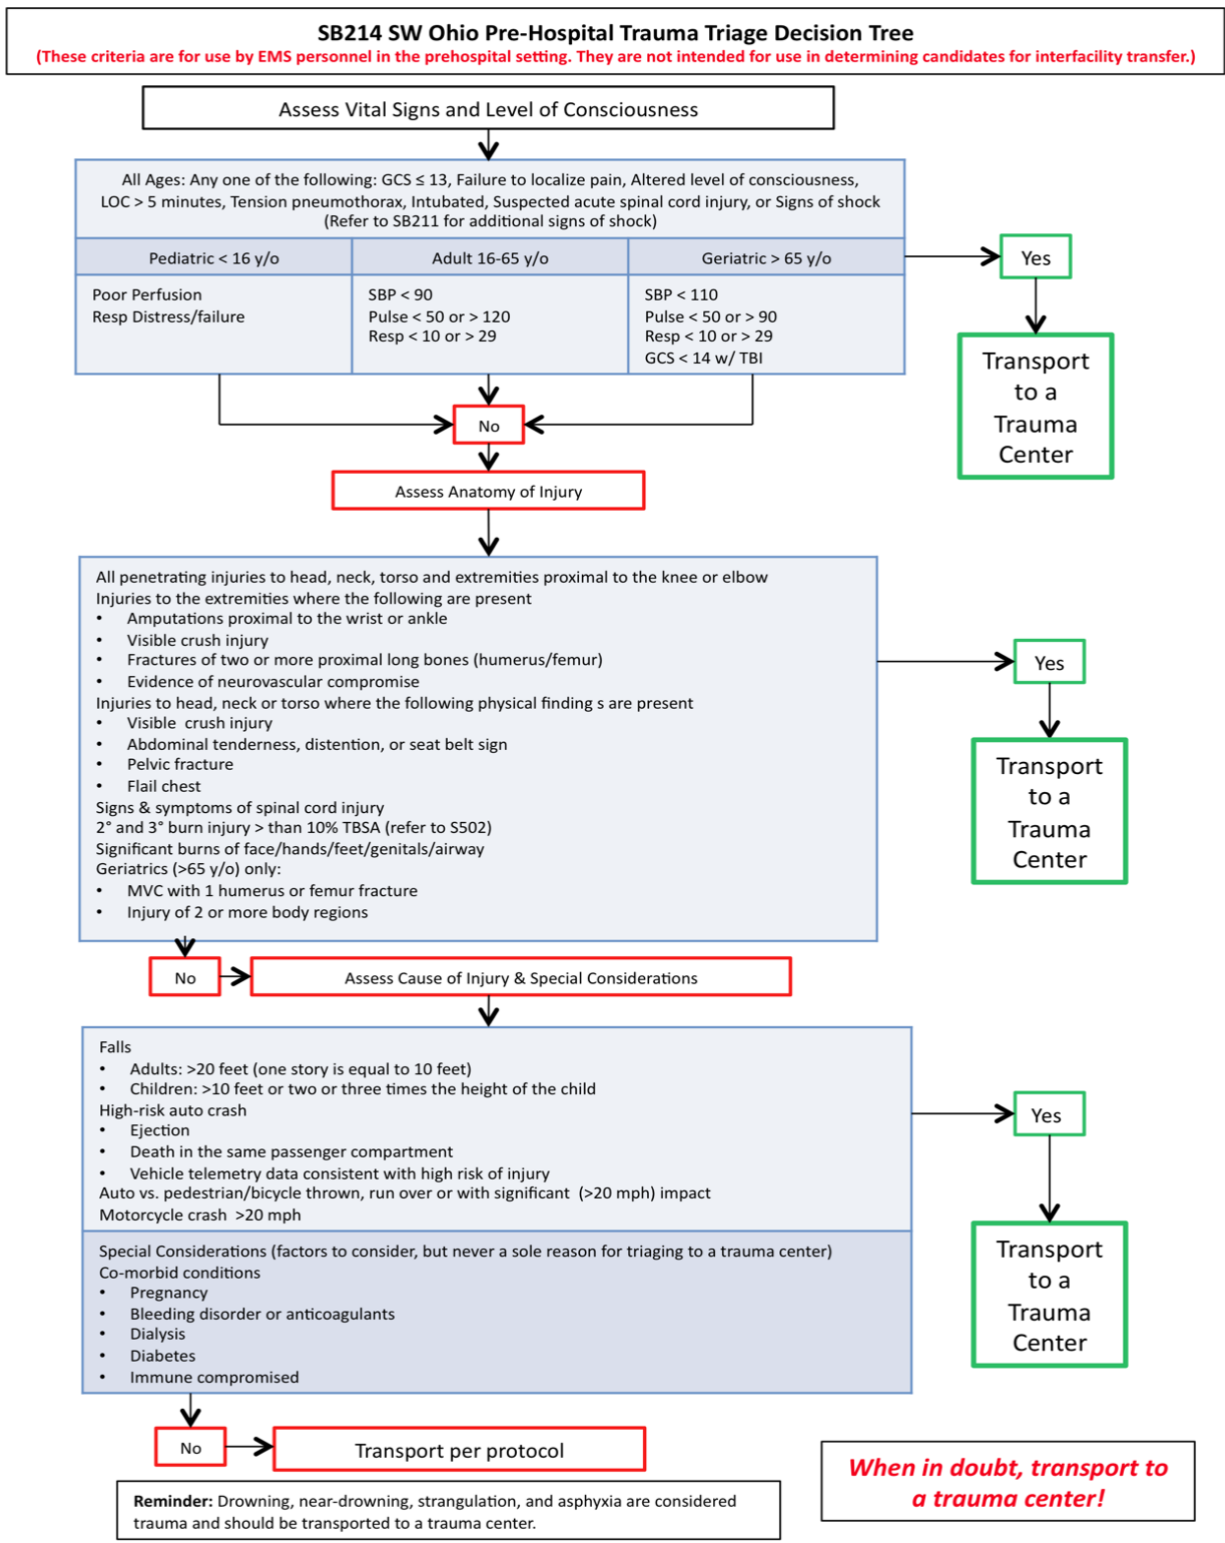 SB214 SW Ohio Pre-Hospital Trauma Triage Decision Tree
(These criteria are for use by EMS personnel in the prehospital setting. They are not intended for use in determining candidates for interfacility transfer.)
Assess Vital Signs and Level of Consciousness
All Ages: Any one of the following: GCS ≤ 13, Failure to localize pain, Altered level of consciousness,
LOC > 5 minutes, Tension pneumothorax, Intubated, Suspected acute spinal cord injury, or Signs of shock
(Refer to SB211 for additional signs of shock)
Pediatric < 16 y/o
Poor Perfusion
Resp Distress/failure
Adult 16-65 y/o
SBP < 90
Pulse < 50 or > 120
Resp < 10 or > 29
Geriatric > 65 y/o
SBP < 110
Pulse < 50 or > 90
Resp < 10 or > 29
GCS < 14 w/ TBI
Yes
Transport
to a
Trauma
Center
No
Assess Anatomy of Injury
All penetrating injuries to head, neck, torso and extremities proximal to the knee or elbow
Injuries to the extremities where the following are present
• Amputations proximal to the wrist or ankle
• Visible crush injury
• Fractures of two or more proximal long bones (humerus/femur)
• Evidence of neurovascular compromise
Injuries to head, neck or torso where the following physical finding s are present
• Visible crush injury
• Abdominal tenderness, distention, or seat belt sign
• Pelvic fracture
• Flail chest
Signs & symptoms of spinal cord injury
2° and 3° burn injury > than 10% TBSA (refer to S502)
Significant burns of face/hands/feet/genitals/airway
Geriatrics (>65 y/o) only:
• MVC with 1 humerus or femur fracture
• Injury of 2 or more body regions
Yes
Transport
to a
Trauma
Center
No
Assess Cause of Injury & Special Considerations
Falls
• Adults: >20 feet (one story is equal to 10 feet)
• Children: >10 feet or two or three times the height of the child
High-risk auto crash
• Ejection
• Death in the same passenger compartment
• Vehicle telemetry data consistent with high risk of injury
Auto vs. pedestrian/bicycle thrown, run over or with significant (>20 mph) impact
Motorcycle crash >20 mph
Special Considerations (factors to consider, but never a sole reason for triaging to a trauma center)
Co-morbid conditions
• Pregnancy
• Bleeding disorder or anticoagulants
• Dialysis
• Diabetes
• Immune compromised
Yes
Transport
to a
Trauma
Center
No
Transport per protocol
Reminder: Drowning, near-drowning, strangulation, and asphyxia are considered
trauma and should be transported to a trauma center.
When in doubt, transport to
a trauma center!